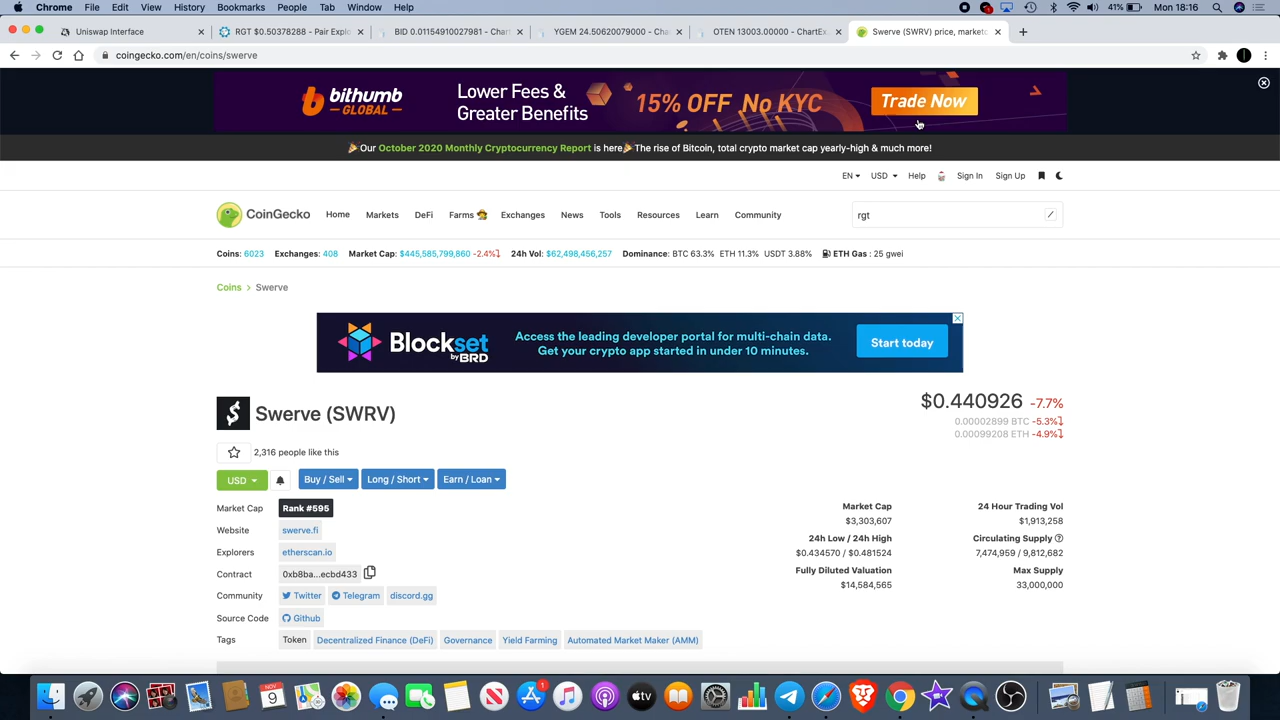 Chrome File Edit View History Bookmarks People Tab Window Help 41% Mon 18:16
Uniswap Interface RGT $0.50378288 - Pair Explo BID 0.01154910027981 - Chart YGEM 24.50620079000 - Cha OTEN 13003.00000 - ChartEx Swerve (SWRV) price, marketc
coingecko.com/en/coins/swerve
bithumb GLOBAL
Lower Fees &
Greater Benefits
15% OFF No KYC
Trade Now
Our October 2020 Monthly Cryptocurrency Report is here The rise of Bitcoin, total crypto market cap yearly-high & much more!
EN USD Help Sign In Sign Up
CoinGecko Home Markets DeFi Farms Exchanges News Tools Resources Learn Community rgt /
Coins: 6023 Exchanges: 408 Market Cap: $445,585,799,860 -2.4% 24h Vol: $62,498,456,257 Dominance: BTC 63.3% ETH 11.3% USDT 3.88% ETH Gas : 25 gwei
Coins > Swerve
Blockset by BRD
Access the leading developer portal for multi-chain data.
Get your crypto app started in under 10 minutes.
Start today
Swerve (SWRV)
$0.440926 -7.7%
0.00002899 BTC -5.3%
0.00099208 ETH -4.9%
2,316 people like this
USD Buy / Sell Long / Short Earn / Loan
Market Cap Rank #595
Website swerve.fi
Explorers etherscan.io
Contract 0xb8ba...ecbd433
Community Twitter Telegram discord.gg
Source Code Github
Tags Token Decentralized Finance (DeFi) Governance Yield Farming Automated Market Maker (AMM)
Market Cap
$3,303,607
24 Hour Trading Vol
$1,913,258
24h Low / 24h High
$0.434570 / $0.481524
Circulating Supply
7,474,959 / 9,812,682
Fully Diluted Valuation
$14,584,565
Max Supply
33,000,000
NOV
9
1
tv